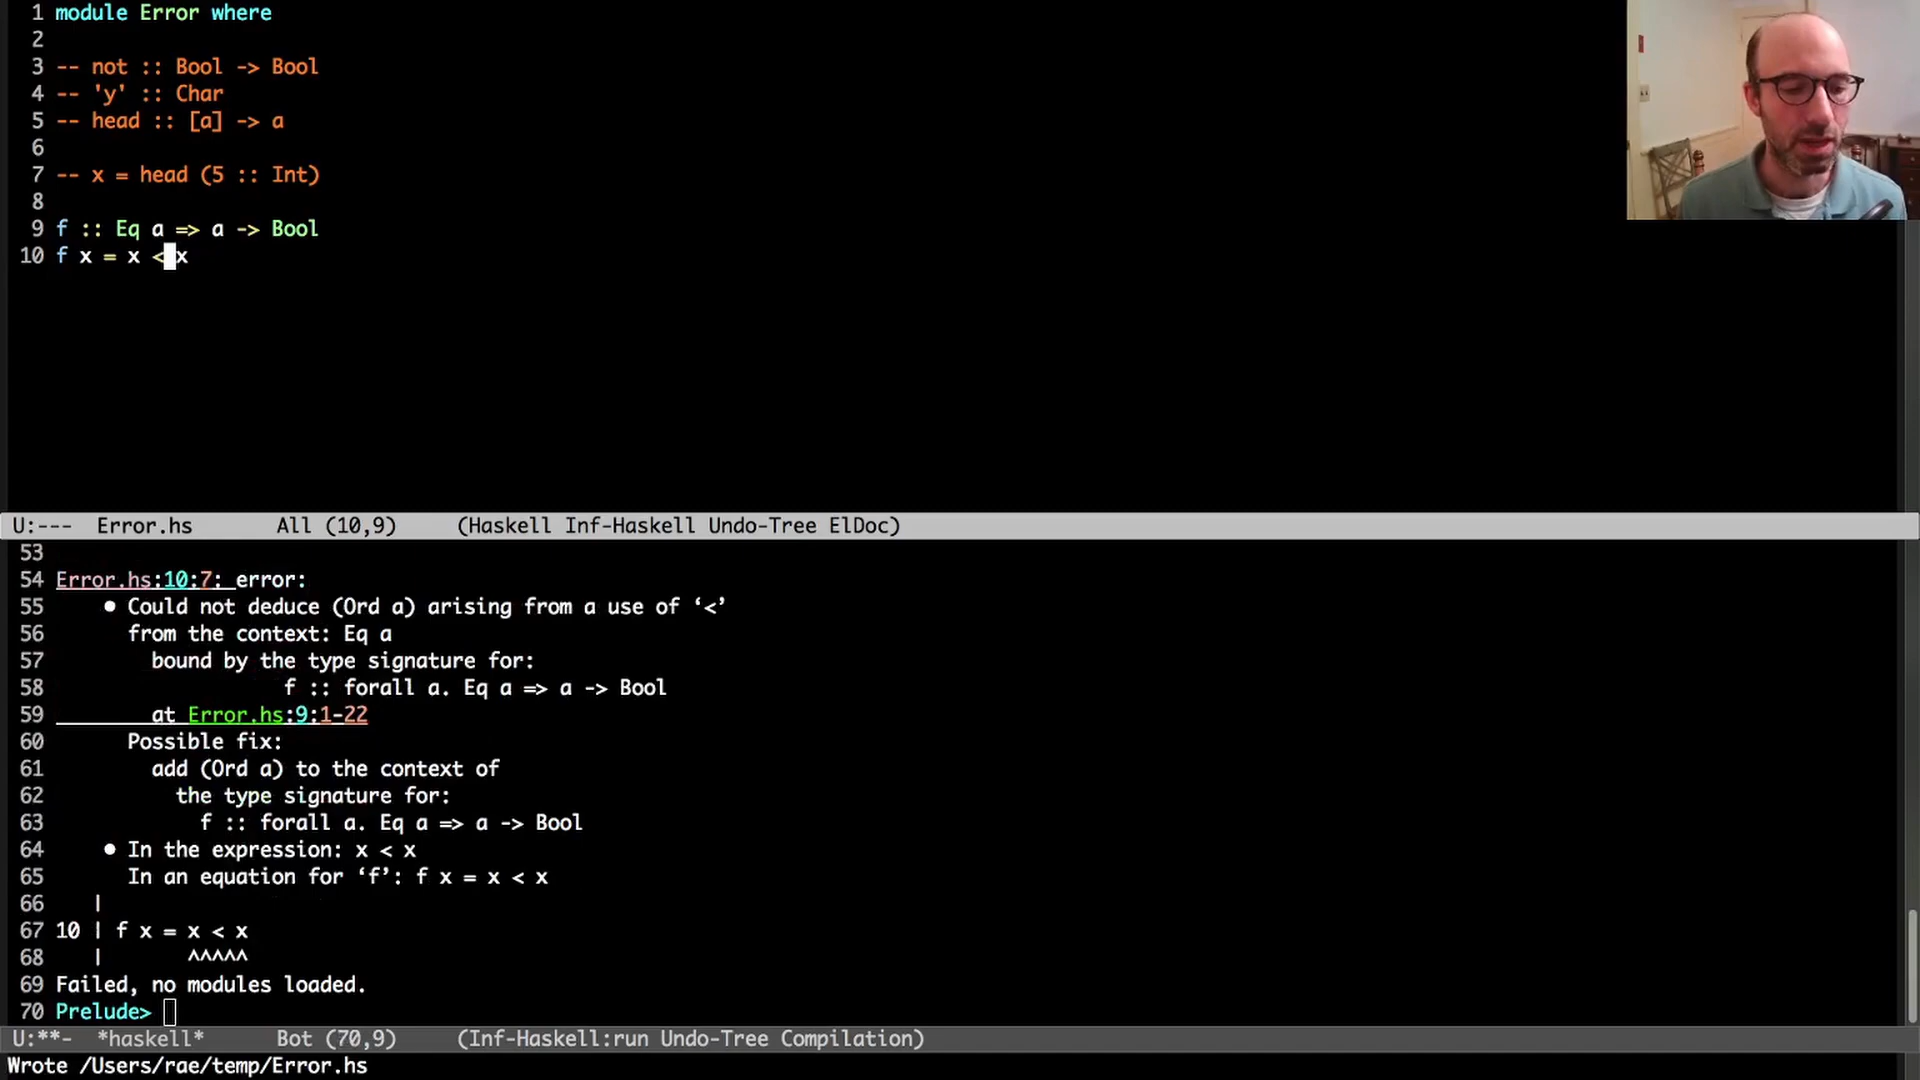 1 module Error where
2
3 -- not :: Bool -> Bool
4 -- 'y' :: Char
5 -- head :: [a] -> a
6
7 -- x = head (5 :: Int)
8
9 f :: Eq a => a -> Bool
10 f x = x < x
U:--- Error.hs All (10,9) (Haskell Inf-Haskell Undo-Tree ElDoc)
53
54 Error.hs:10:7: error:
55 • Could not deduce (Ord a) arising from a use of ‘<’
56 from the context: Eq a
57 bound by the type signature for:
58 f :: forall a. Eq a => a -> Bool
59 at Error.hs:9:1-22
60 Possible fix:
61 add (Ord a) to the context of
62 the type signature for:
63 f :: forall a. Eq a => a -> Bool
64 • In the expression: x < x
65 In an equation for ‘f’: f x = x < x
66 |
67 10 | f x = x < x
68 | ^^^^^
69 Failed, no modules loaded.
70 Prelude>
U:**- *haskell* Bot (70,9) (Inf-Haskell:run Undo-Tree Compilation)
Wrote /Users/rae/temp/Error.hs